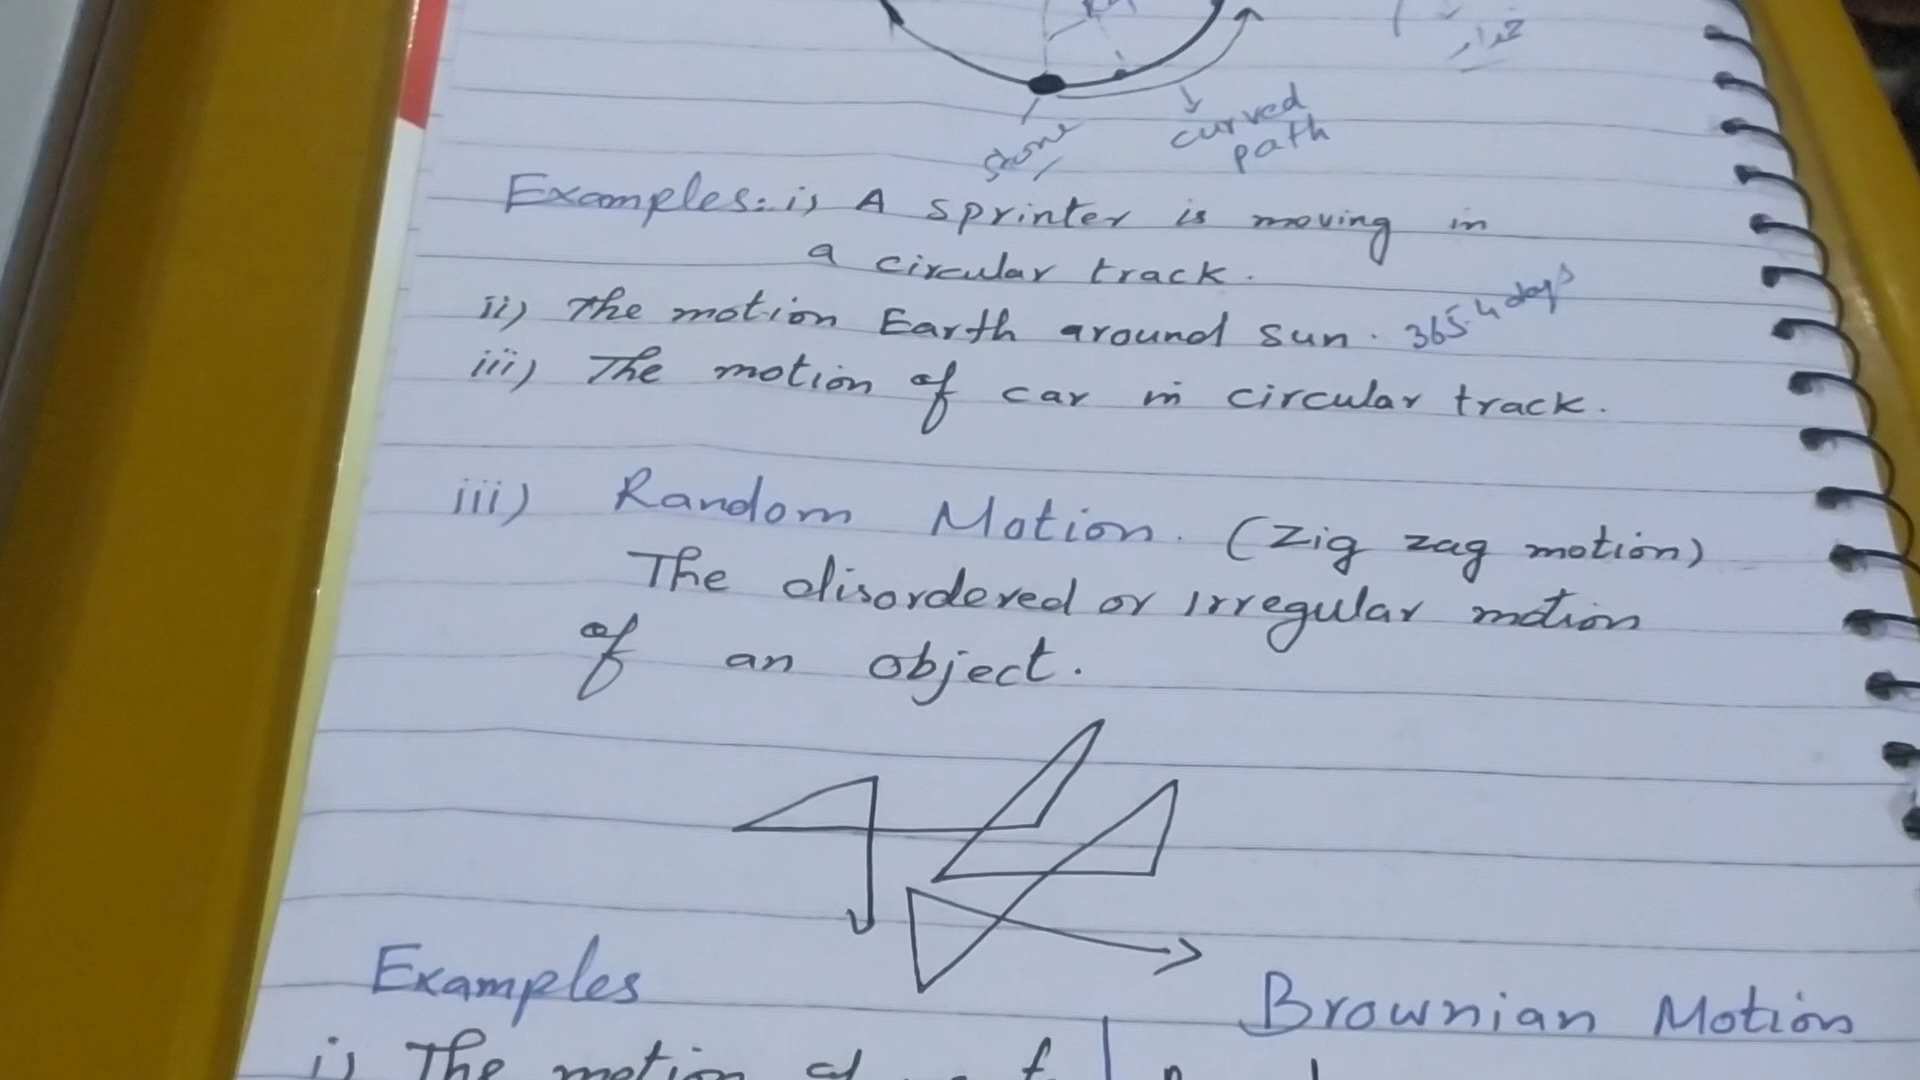 stone
curved
path
Examples: i) A sprinter is moving in
a circular track.
ii) The motion Earth around sun. 365.4 days
iii) The motion of car in circular track.
iii) Random Motion. (Zig zag motion)
The disordered or irregular motion
of an object.
Examples
Brownian Motion
i) The motion of